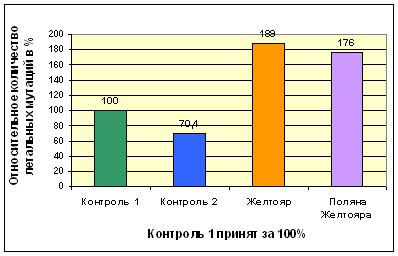 Относительное количество
летальных мутаций в %
200
180
160
140
120
100
80
60
40
20
0
100
70,4
189
176
Контроль 1
Контроль 2
Желтояр
Поляна
Желтояра
Контроль 1 принят за 100%